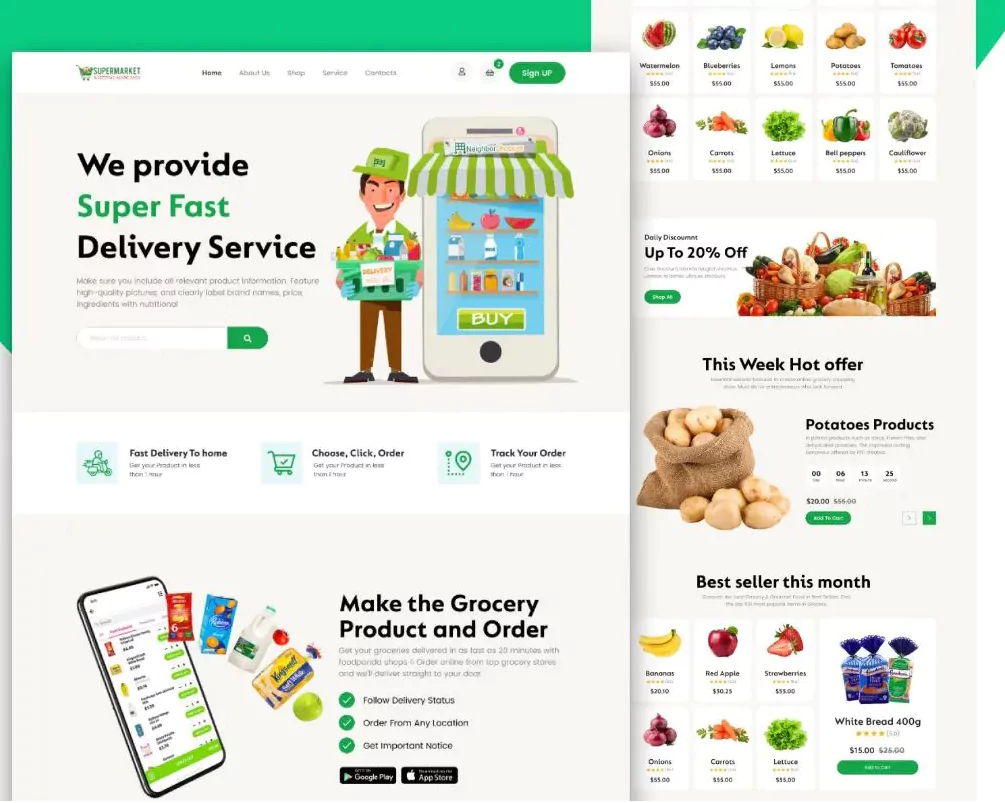 SUPERMARKET
Home
About Us
Shop
Service
Contacts
2
Sign UP
We provide
Super Fast
Delivery Service
Make sure you include all relevant product information. Feature
high-quality pictures, and clearly label brand names, price,
ingredients with nutritional
Neighbor Market
DELIVERY
BUY
Fast Delivery To home
Get your Product in less
than 1 hour
Choose, Click, Order
Get your Product in less
than 1 hour
Track Your Order
Get your Product in less
than 1 hour
Make the Grocery
Product and Order
Get your groceries delivered in as fast as 20 minutes with
foodpanda shops
Order online from top grocery stores
and we'll deliver straight to your door.
Follow Delivery Status
Order From Any Location
Get Important Notice
GET IT ON
Google Play
Download on the
App Store
Watermelon
$55.00
Blueberries
$55.00
Lemons
$55.00
Potatoes
$55.00
Tomatoes
$55.00
Onions
$55.00
Carrots
$55.00
Lettuce
$55.00
Bell peppers
$55.00
Cauliflower
$55.00
Daily Discoumnt
Up To 20% Off
Shop All
This Week Hot offer
Potatoes Products
00
06
13
25
$20.00 $55.00
Add To Cart
Best seller this month
Bananas
$20.10
Red Apple
$30.25
Strawberries
$55.00
Onions
$55.00
Carrots
$55.00
Lettuce
$55.00
White Bread 400g
(5.0)
$15.00 $25.00
Add to Cart